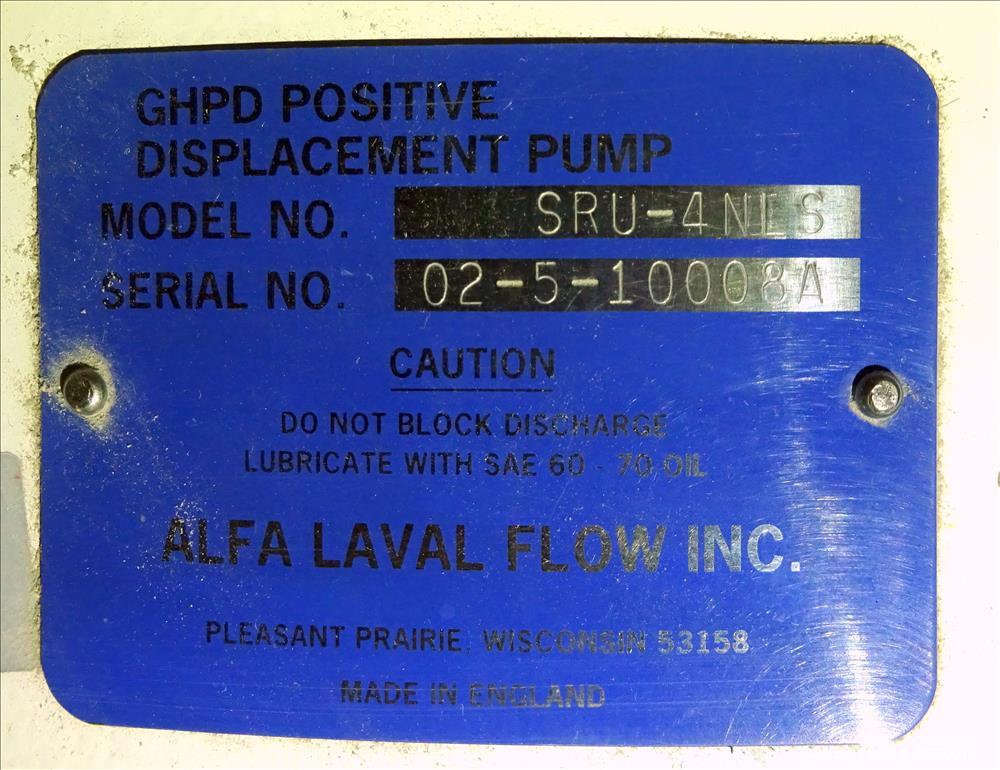 GHPD POSITIVE
DISPLACEMENT PUMP
MODEL NO. SRU-4NLS
SERIAL NO. 02-5-10008A
CAUTION
DO NOT BLOCK DISCHARGE
LUBRICATE WITH SAE 60 - 70 OIL
ALFA LAVAL FLOW INC.
PLEASANT PRAIRIE, WISCONSIN 53158
MADE IN ENGLAND